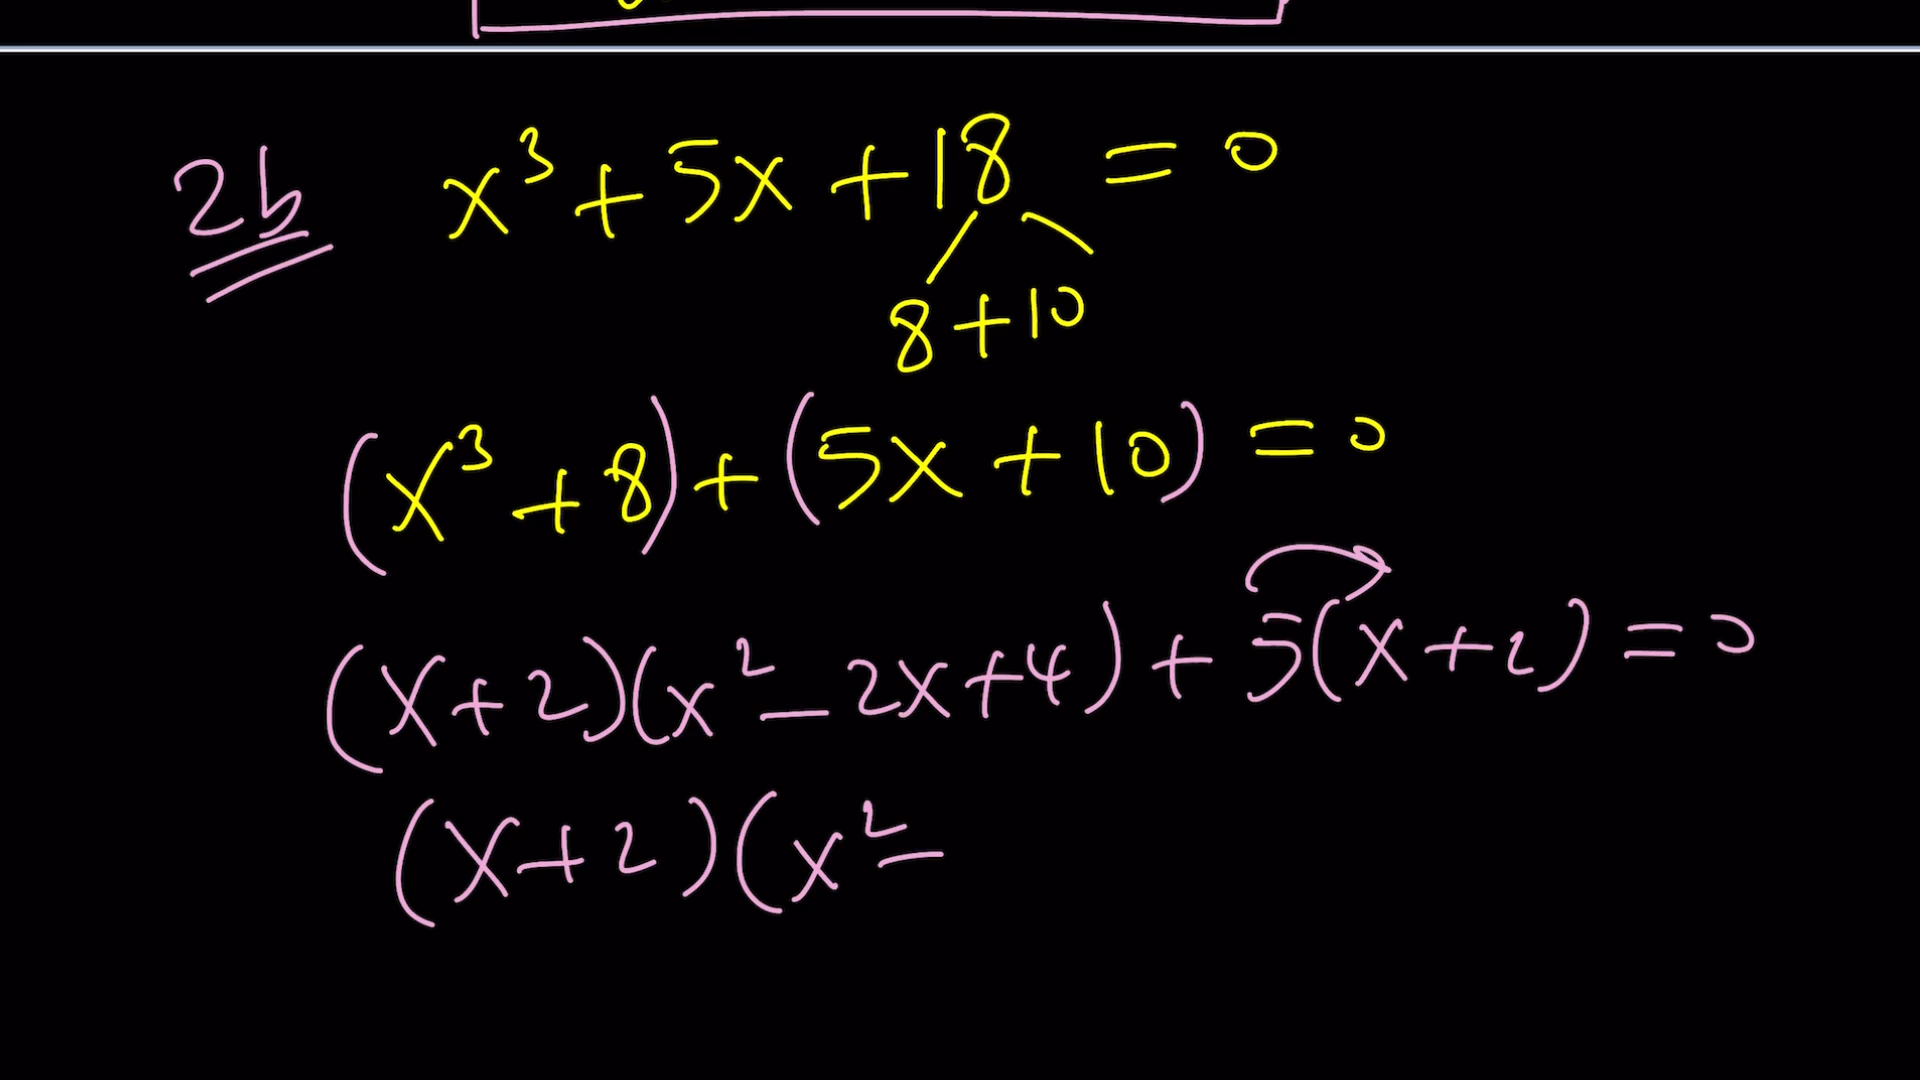 2b x³ + 5x + 18 = 0
8 + 10
(x³ + 8) + (5x + 10) = 0
(x + 2)(x² - 2x + 4) + 5(x + 2) = 0
(x + 2)(x² -